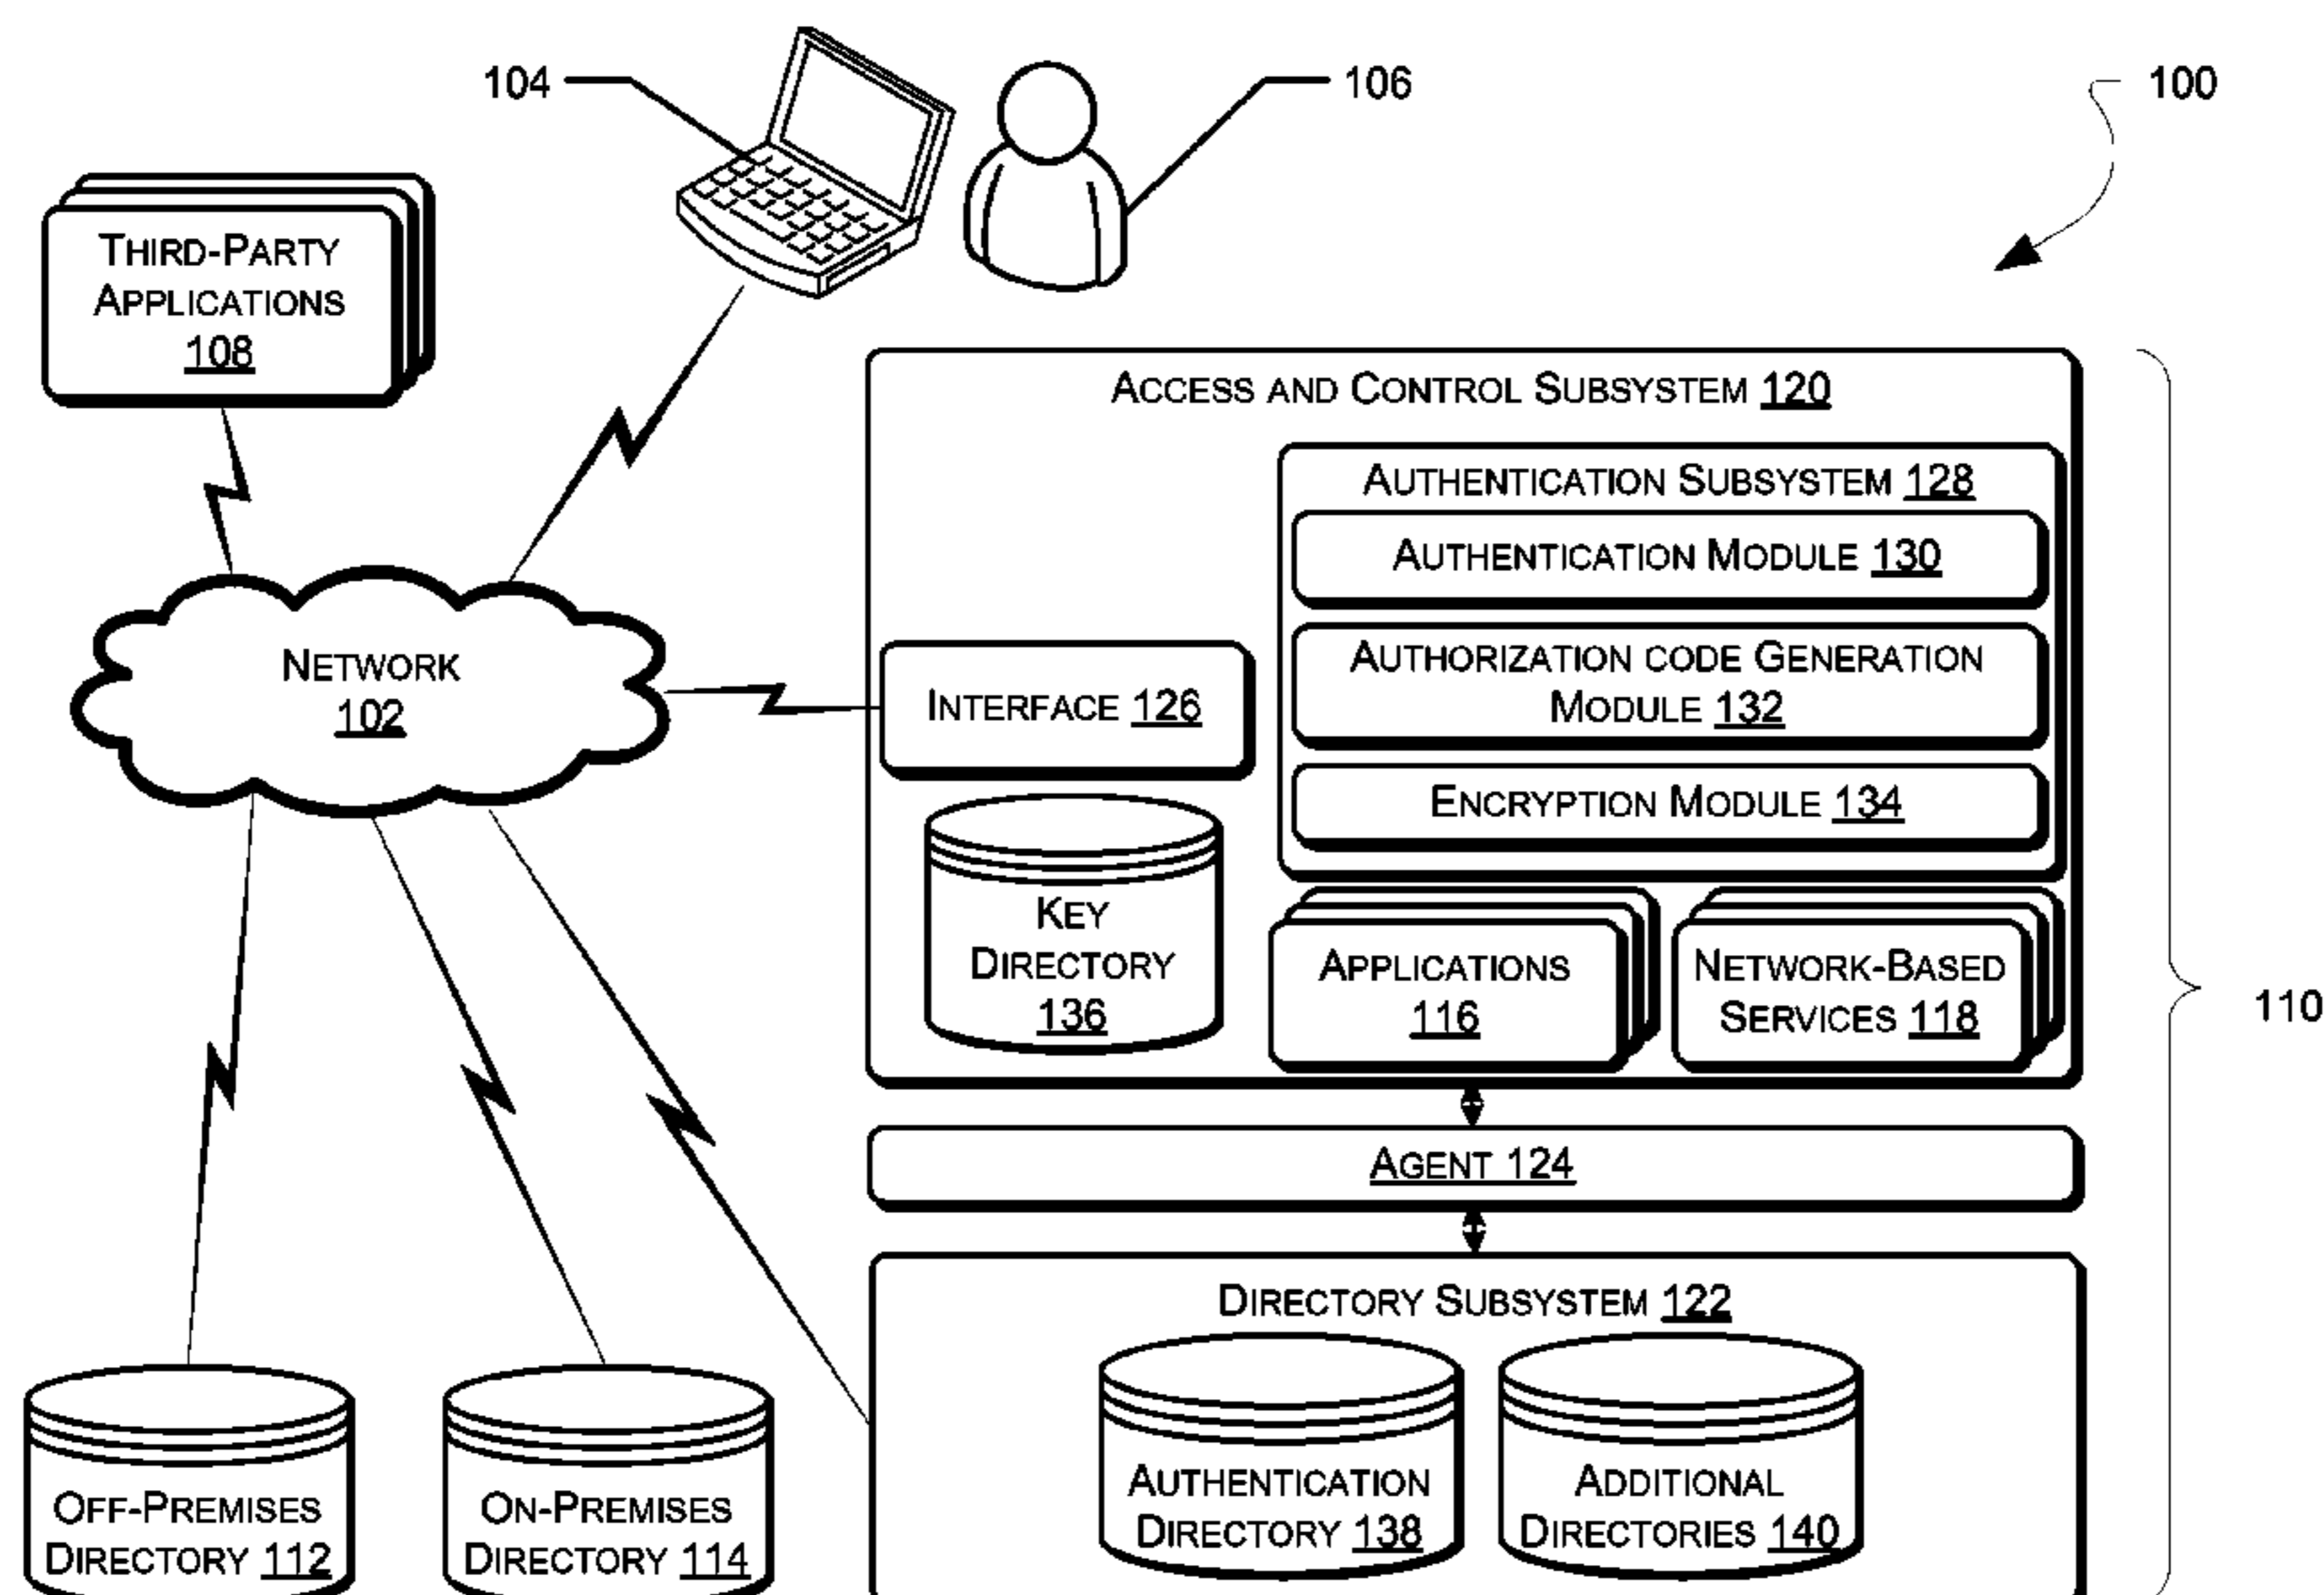 104
106
100
THIRD-PARTY
APPLICATIONS
108
ACCESS AND CONTROL SUBSYSTEM 120
AUTHENTICATION SUBSYSTEM 128
AUTHENTICATION MODULE 130
AUTHORIZATION CODE GENERATION
MODULE 132
ENCRYPTION MODULE 134
NETWORK
102
INTERFACE 126
KEY
DIRECTORY
136
APPLICATIONS
116
NETWORK-BASED
SERVICES 118
110
AGENT 124
DIRECTORY SUBSYSTEM 122
OFF-PREMISES
DIRECTORY 112
ON-PREMISES
DIRECTORY 114
AUTHENTICATION
DIRECTORY 138
ADDITIONAL
DIRECTORIES 140